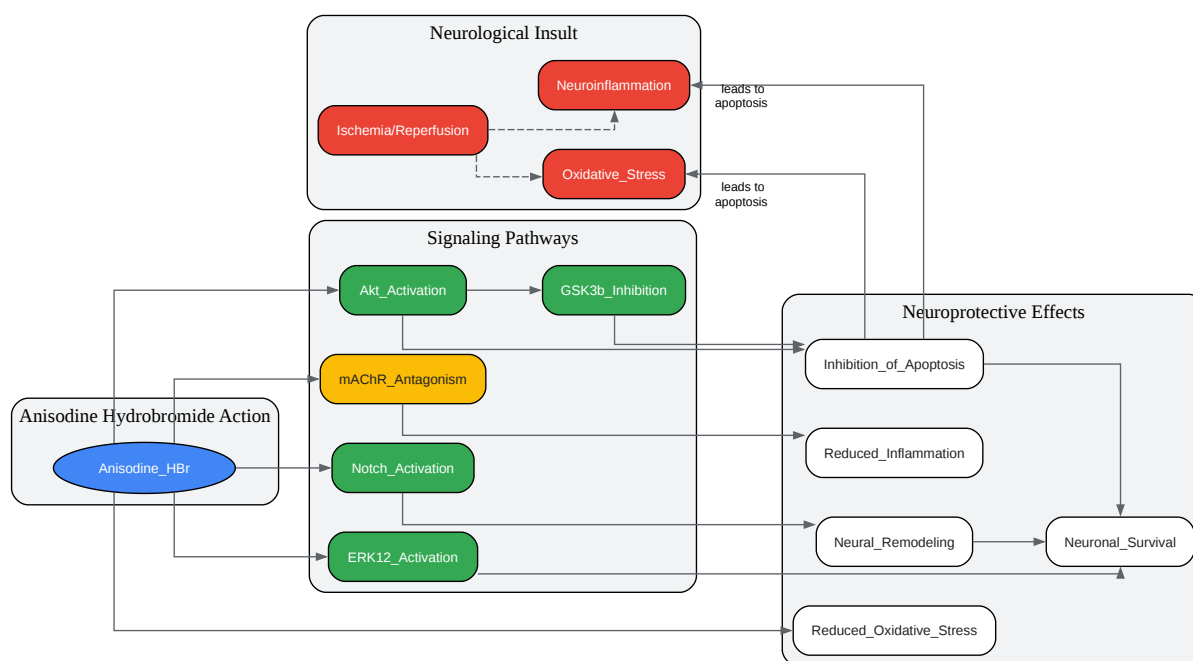 Neurological Insult
Neuroinflammation
leads to
apoptosis
Ischemia/Reperfusion
Oxidative_Stress
leads to
apoptosis
Signaling Pathways
Akt_Activation
GSK3b_Inhibition
Neuroprotective Effects
Inhibition_of_Apoptosis
mAChR_Antagonism
Anisodine Hydrobromide Action
Reduced_Inflammation
Anisodine_HBr
Notch_Activation
Neural_Remodeling
Neuronal_Survival
ERK12_Activation
Reduced_Oxidative_Stress